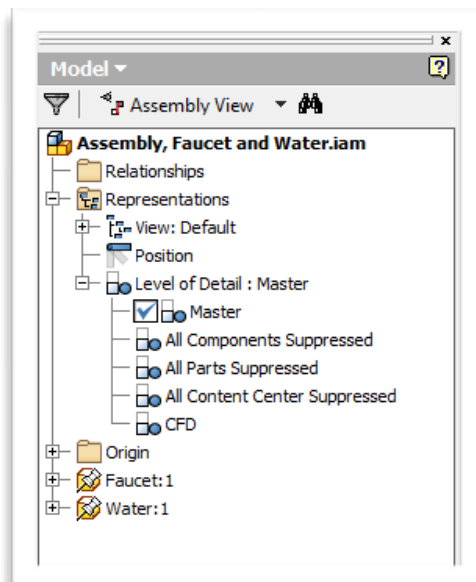 Model
Assembly View
Assembly, Faucet and Water.iam
Relationships
Representations
View: Default
Position
Level of Detail : Master
Master
All Components Suppressed
All Parts Suppressed
All Content Center Suppressed
CFD
Origin
Faucet:1
Water:1